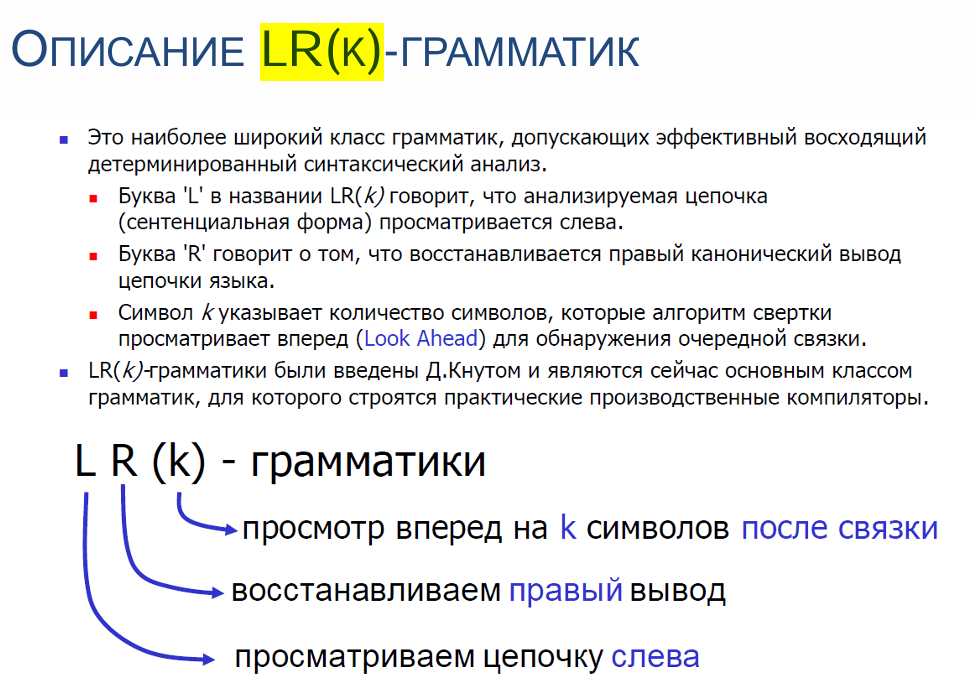 ОПИСАНИЕ LR(K)-ГРАММАТИК
Это наиболее широкий класс грамматик, допускающих эффективный восходящий
детерминированный синтаксический анализ.
Буква 'L' в названии LR(k) говорит, что анализируемая цепочка
(сентенциальная форма) просматривается слева.
Буква 'R' говорит о том, что восстанавливается правый канонический вывод
цепочки языка.
Символ k указывает количество символов, которые алгоритм свертки
просматривает вперед (Look Ahead) для обнаружения очередной связки.
LR(k)-грамматики были введены Д.Кнутом и являются сейчас основным классом
грамматик, для которого строятся практические производственные компиляторы.
L R (k) - грамматики
просмотр вперед на k символов после связки
восстанавливаем правый вывод
просматриваем цепочку слева